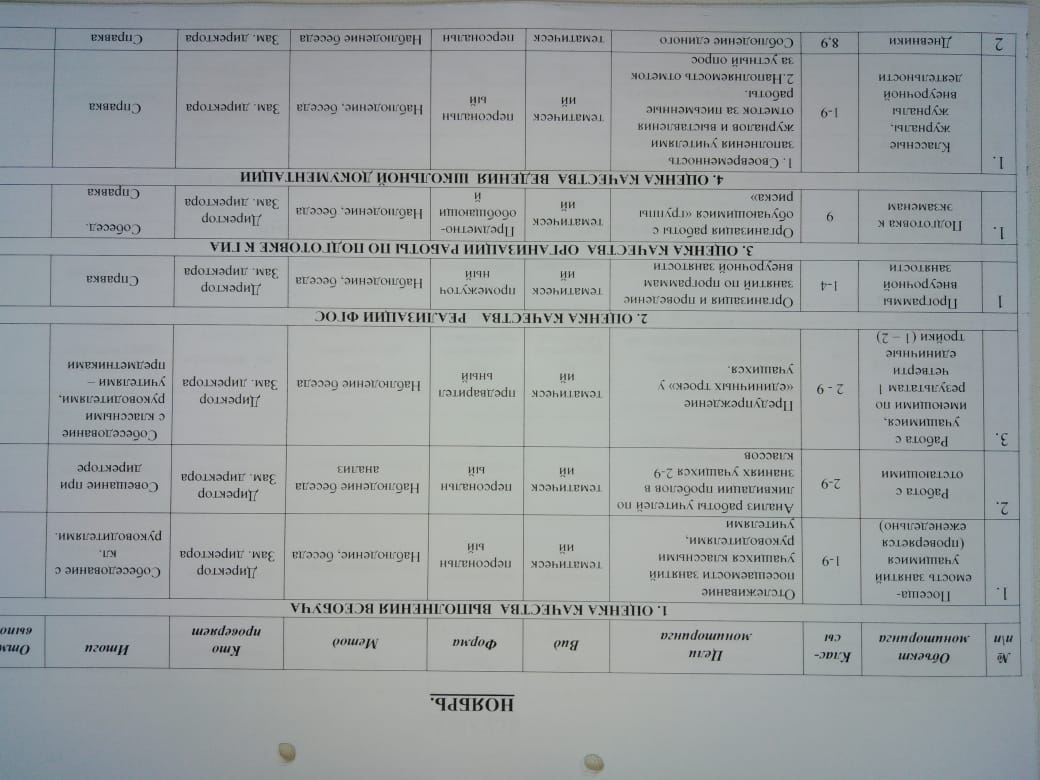 НОЯБРЬ.
№ п\п
Объект мониторинга
Клас-сы
Цели мониторинга
Вид
Форма
Метод
Кто проверяет
Итоги
1. ОЦЕНКА КАЧЕСТВА ВЫПОЛНЕНИЯ ВСЕОБУЧА
1.
Посеща-
емость занятий
учащимися
(проверяется
еженедельно)
1-9
Отслеживание
посещаемости занятий
учащихся классными
руководителями,
учителями
тематическ
ий
персональн
ый
Наблюдение, беседа
Директор
Зам. директора
Собеседование с
кл.
руководителями.
2.
Работа с
отстающими
2-9
Анализ работы учителей по
ликвидации пробелов в
знаниях учащихся 2-9
классов
тематическ
ий
персональн
ый
Наблюдение беседа
анализ
Директор
Зам. директора
Совещание при
директоре
3.
Работа с
учащимися,
имеющими по
результатам 1
четверти
единичные
тройки (1 – 2)
2 - 9
Предупреждение
«единичных троек» у
учащихся.
тематическ
ий
предварител
ьный
Наблюдение беседа
Директор
Зам. директора
Собеседование
с классными
руководителями,
учителями –
предметниками
2. ОЦЕНКА КАЧЕСТВА РЕАЛИЗАЦИИ ФГОС
1
Программы
внеурочной
занятости
1-4
Организация и проведение
занятий по программам
внеурочной занятости
тематическ
ий
промежуточ
ный
Наблюдение, беседа
Директор
Зам. директора
Справка
3. ОЦЕНКА КАЧЕСТВА ОРГАНИЗАЦИИ РАБОТЫ ПО ПОДГОТОВКЕ К ГИА
1.
Подготовка к
экзаменам
9
Организация работы с
обучающимися «группы
риска»
тематическ
ий
Предметно-
обобщающи
й
Наблюдение, беседа
Директор
Зам. директора
Собесед.
Справка
4. ОЦЕНКА КАЧЕСТВА ВЕДЕНИЯ ШКОЛЬНОЙ ДОКУМЕНТАЦИИ
1.
Классные
журналы,
журналы
внеурочной
деятельности
1-9
1. Своевременность
заполнения учителями
журналов и выставления
отметок за письменные
работы.
2.Наполняемость отметок
за устный опрос
тематическ
ий
персональн
ый
Наблюдение, беседа
Зам. директора
Справка
2
Дневники
8,9
Соблюдение единого
тематическ
персональн
Наблюдение беседа
Зам. директора
Справка